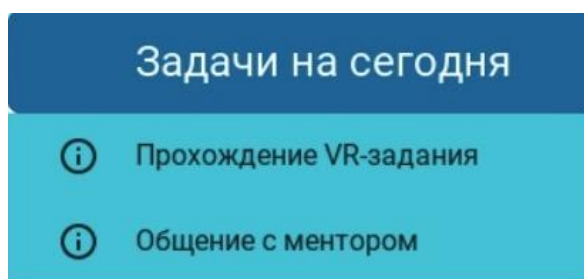 Задачи на сегодня
Прохождение VR-задания
Общение с ментором